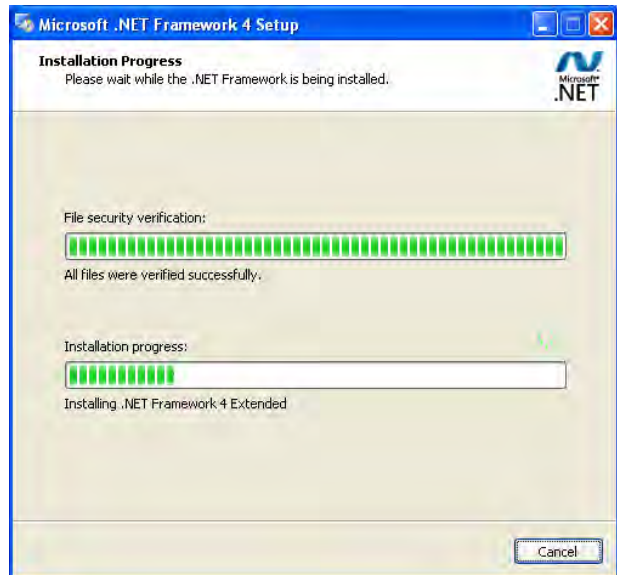 Microsoft .NET Framework 4 Setup
Installation Progress
Please wait while the .NET Framework is being installed.
Microsoft®
.NET
File security verification:
All files were verified successfully.
Installation progress:
Installing .NET Framework 4 Extended
Cancel